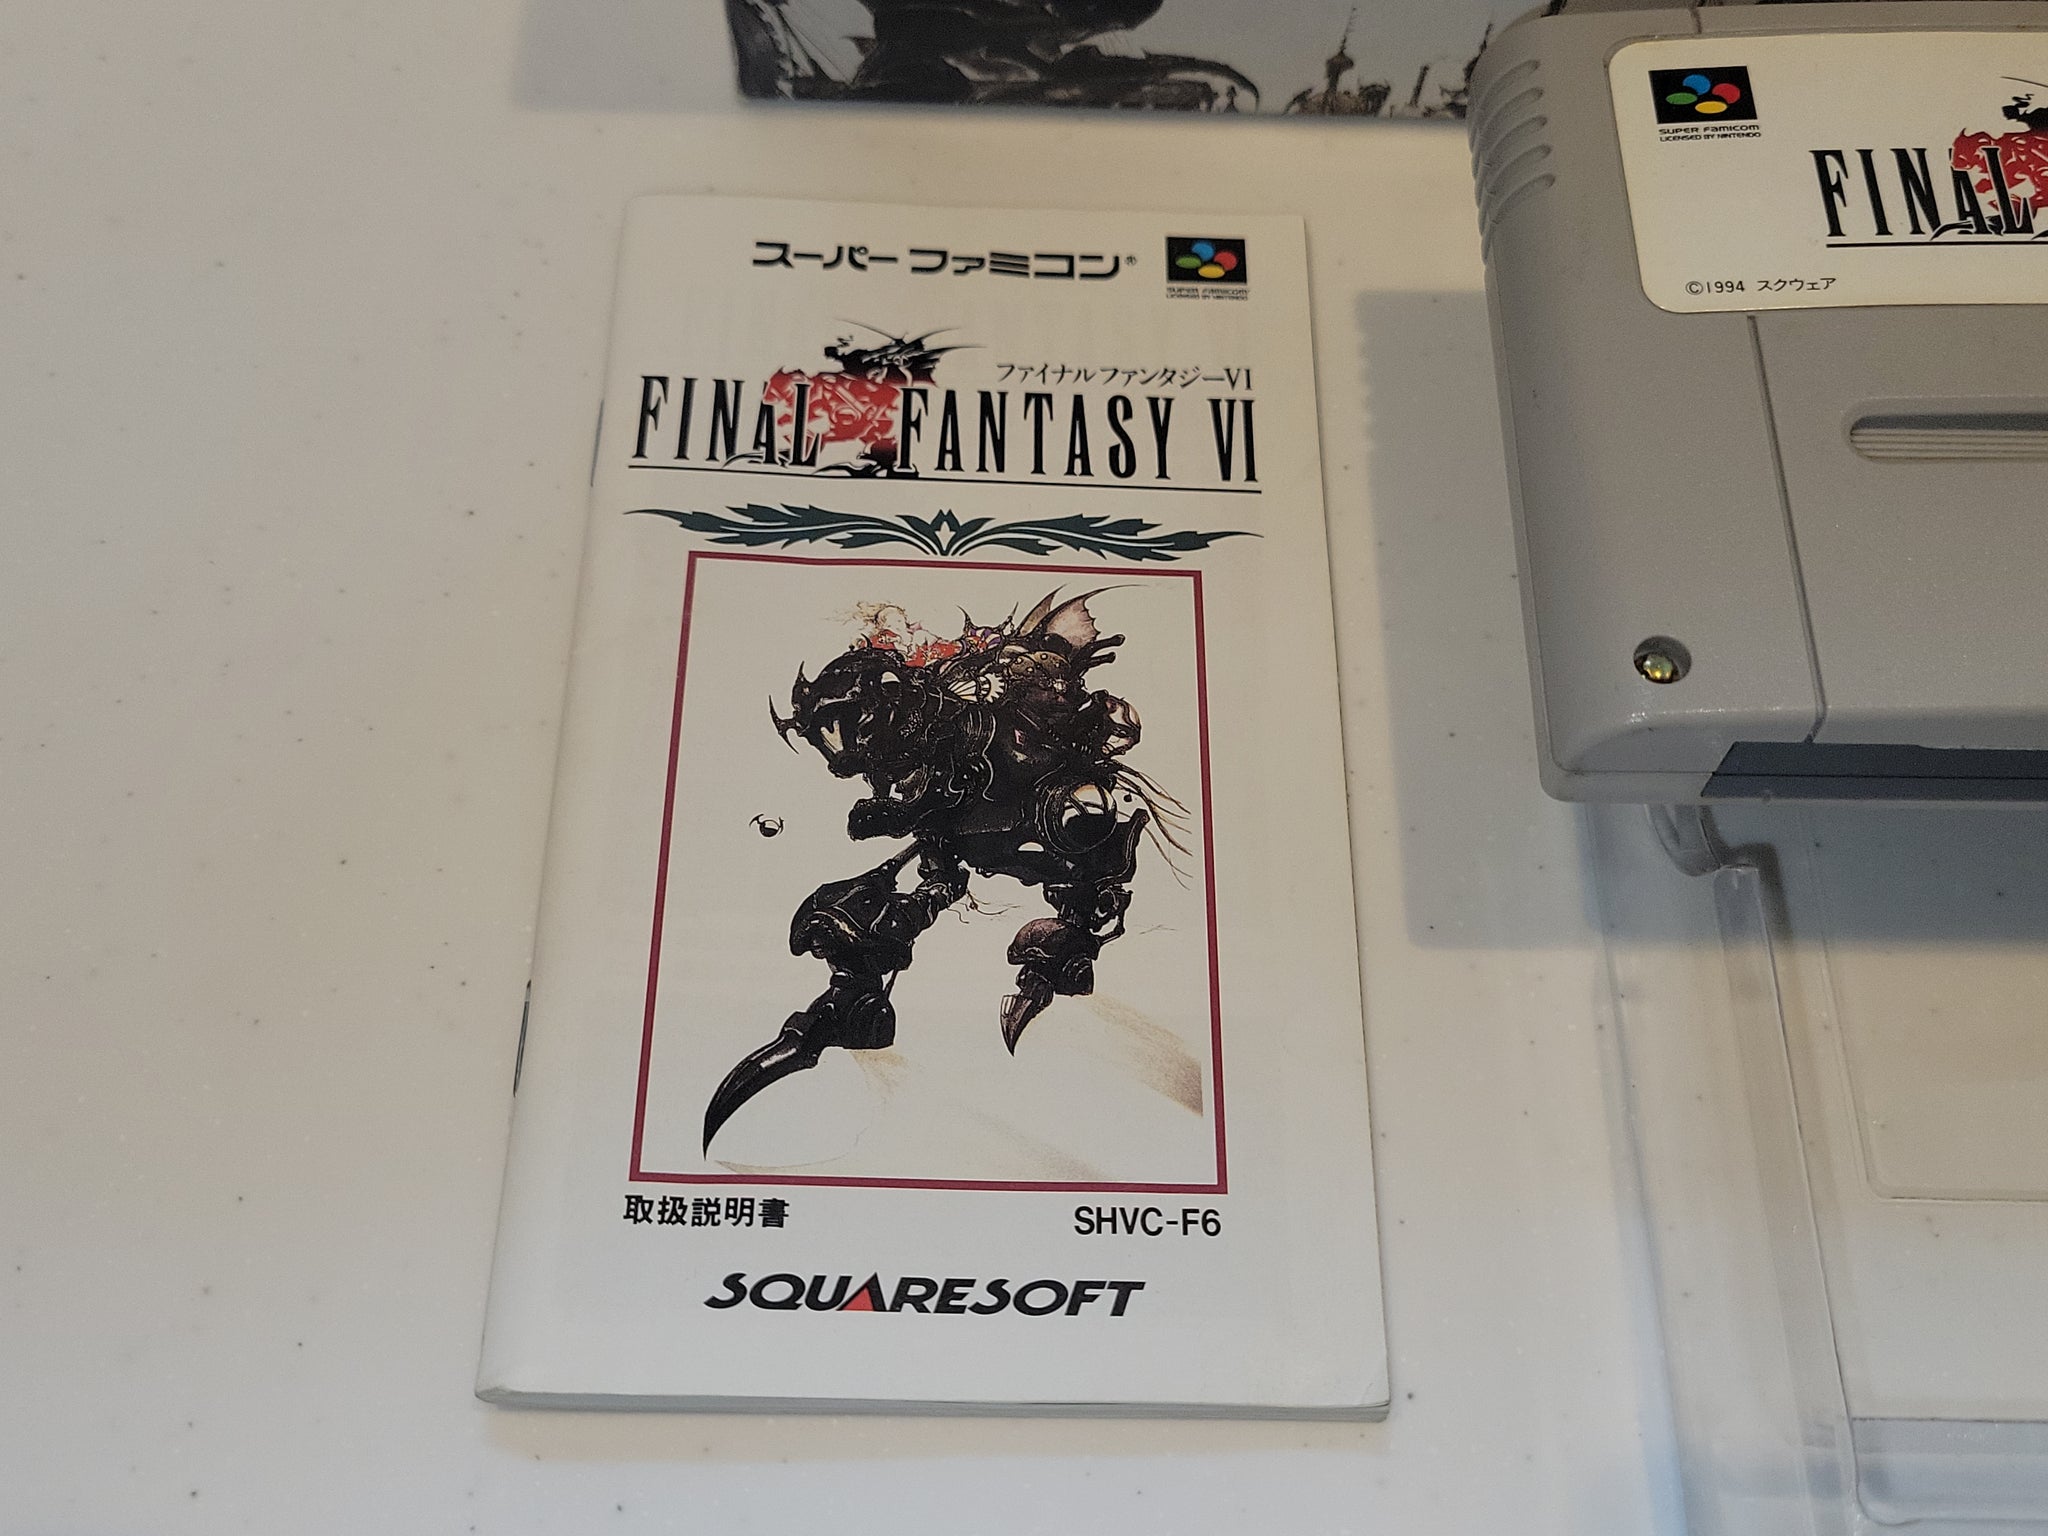 スーパーファミコン®
SUPER FAMICOM
LICENSED BY NINTENDO
ファイナルファンタジーVI
FINAL FANTASY VI
取扱説明書
SHVC-F6
SQUARESOFT
SUPER FAMICOM
LICENSED BY NINTENDO
FINAL
©1994 スクウェア